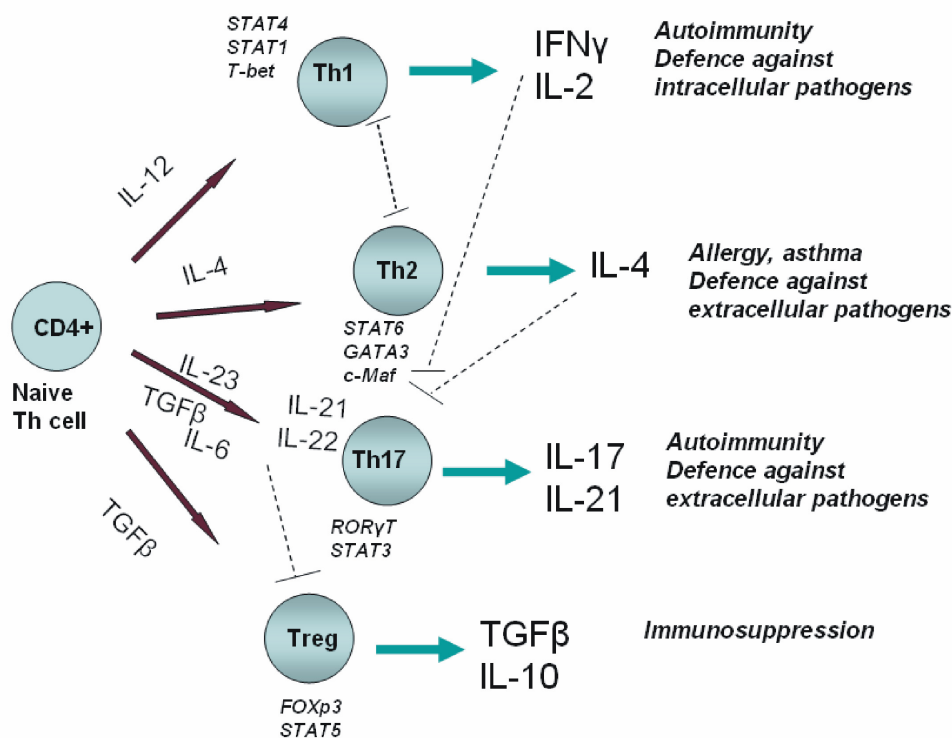 STAT4
STAT1
T-bet
Th1
IFNγ
IL-2
Autoimmunity
Defence against
intracellular pathogens
IL-12
IL-4
Th2
STAT6
GATA3
c-Maf
IL-4
Allergy, asthma
Defence against
extracellular pathogens
CD4+
Naive
Th cell
IL-23
TGFβ
IL-6
IL-21
IL-22
Th17
RORγT
STAT3
IL-17
IL-21
Autoimmunity
Defence against
extracellular pathogens
TGFβ
Treg
FOXp3
STAT5
TGFβ
IL-10
Immunosuppression